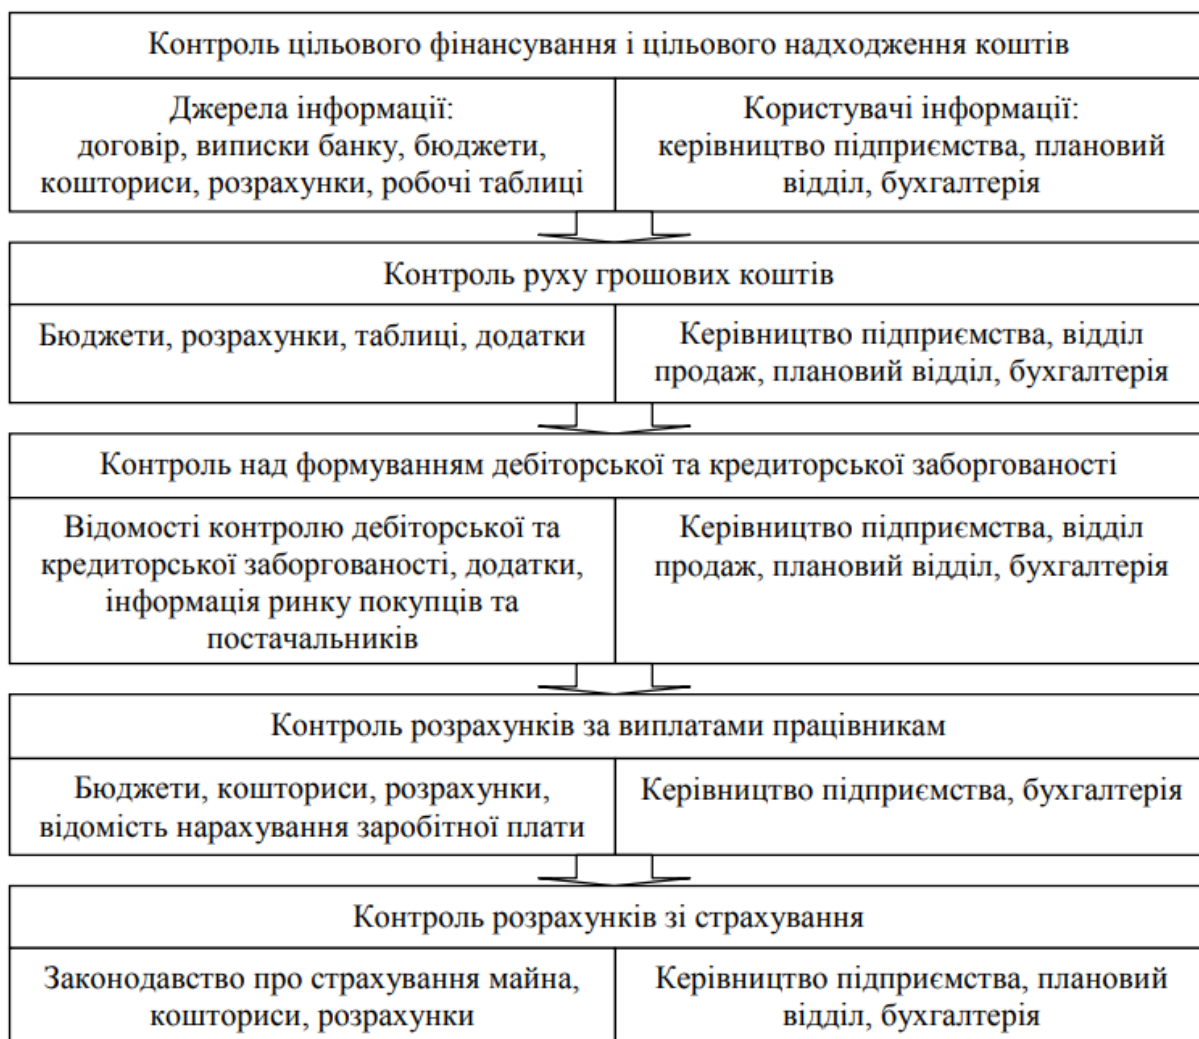 Контроль цільового фінансування і цільового надходження коштів
Джерела інформації:
договір, виписки банку, бюджети,
кошториси, розрахунки, робочі таблиці
Користувачі інформації:
керівництво підприємства, плановий
відділ, бухгалтерія
Контроль руху грошових коштів
Бюджети, розрахунки, таблиці, додатки
Керівництво підприємства, відділ
продаж, плановий відділ, бухгалтерія
Контроль над формуванням дебіторської та кредиторської заборгованості
Відомості контролю дебіторської та
кредиторської заборгованості, додатки,
інформація ринку покупців та
постачальників
Керівництво підприємства, відділ
продаж, плановий відділ, бухгалтерія
Контроль розрахунків за виплатами працівникам
Бюджети, кошториси, розрахунки,
відомість нарахування заробітної плати
Керівництво підприємства, бухгалтерія
Контроль розрахунків зі страхування
Законодавство про страхування майна,
кошториси, розрахунки
Керівництво підприємства, плановий
відділ, бухгалтерія